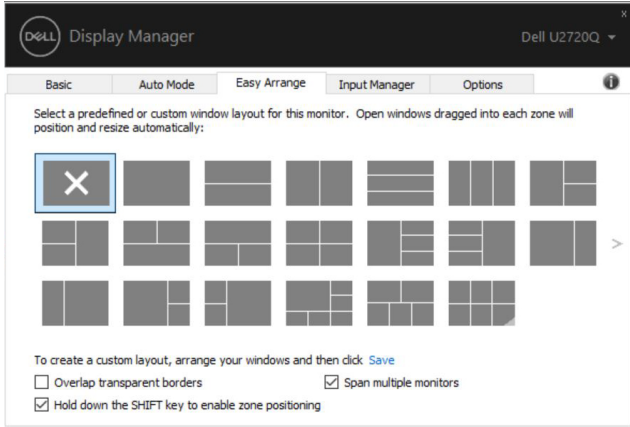 x
DELL Display Manager
Dell U2720Q
Basic Auto Mode Easy Arrange Input Manager Options
Select a predefined or custom window layout for this monitor. Open windows dragged into each zone will
position and resize automatically:
>
To create a custom layout, arrange your windows and then click Save
Overlap transparent borders Span multiple monitors
Hold down the SHIFT key to enable zone positioning